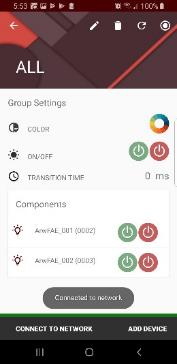 5:53
100%
ALL
Group Settings
COLOR
ON/OFF
TRANSITION TIME 0 ms
Components
ArwFAE_001 (0002)
ArwFAE_002 (0003)
Connected to network
CONNECT TO NETWORK ADD DEVICE